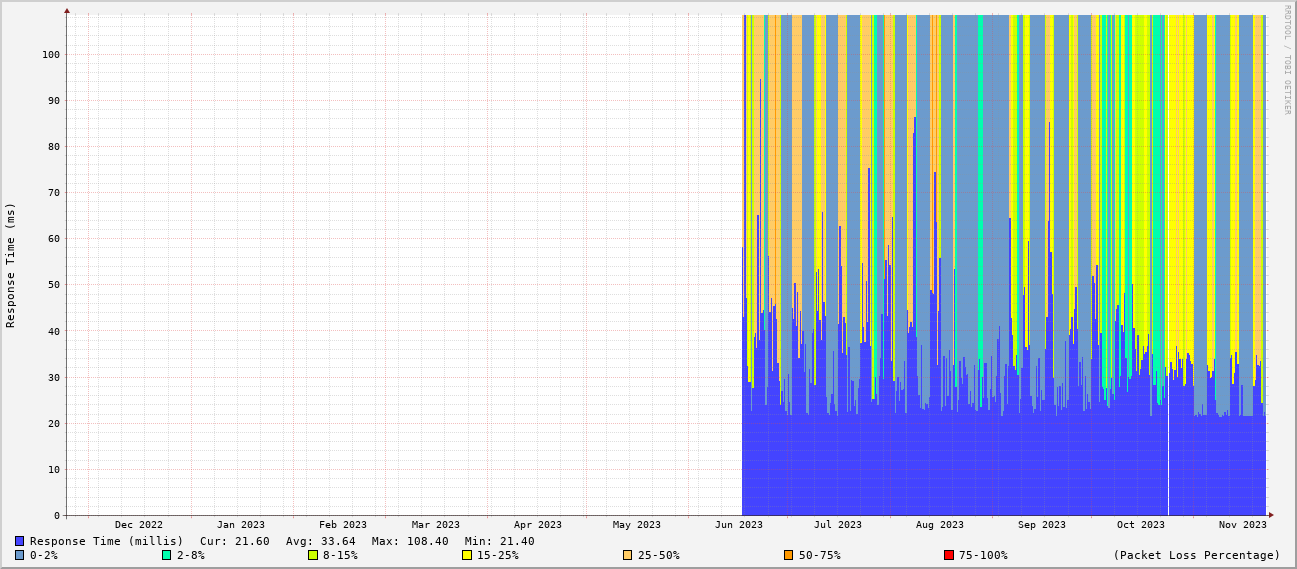 RRDTOOL / TOBI OETIKER
Response Time (ms)
100
90
80
70
60
50
40
30
20
10
0
Dec 2022 Jan 2023 Feb 2023 Mar 2023 Apr 2023 May 2023 Jun 2023 Jul 2023 Aug 2023 Sep 2023 Oct 2023 Nov 2023
Response Time (millis) Cur: 21.60 Avg: 33.64 Max: 108.40 Min: 21.40
0-2% 2-8% 8-15% 15-25% 25-50% 50-75% 75-100% (Packet Loss Percentage)